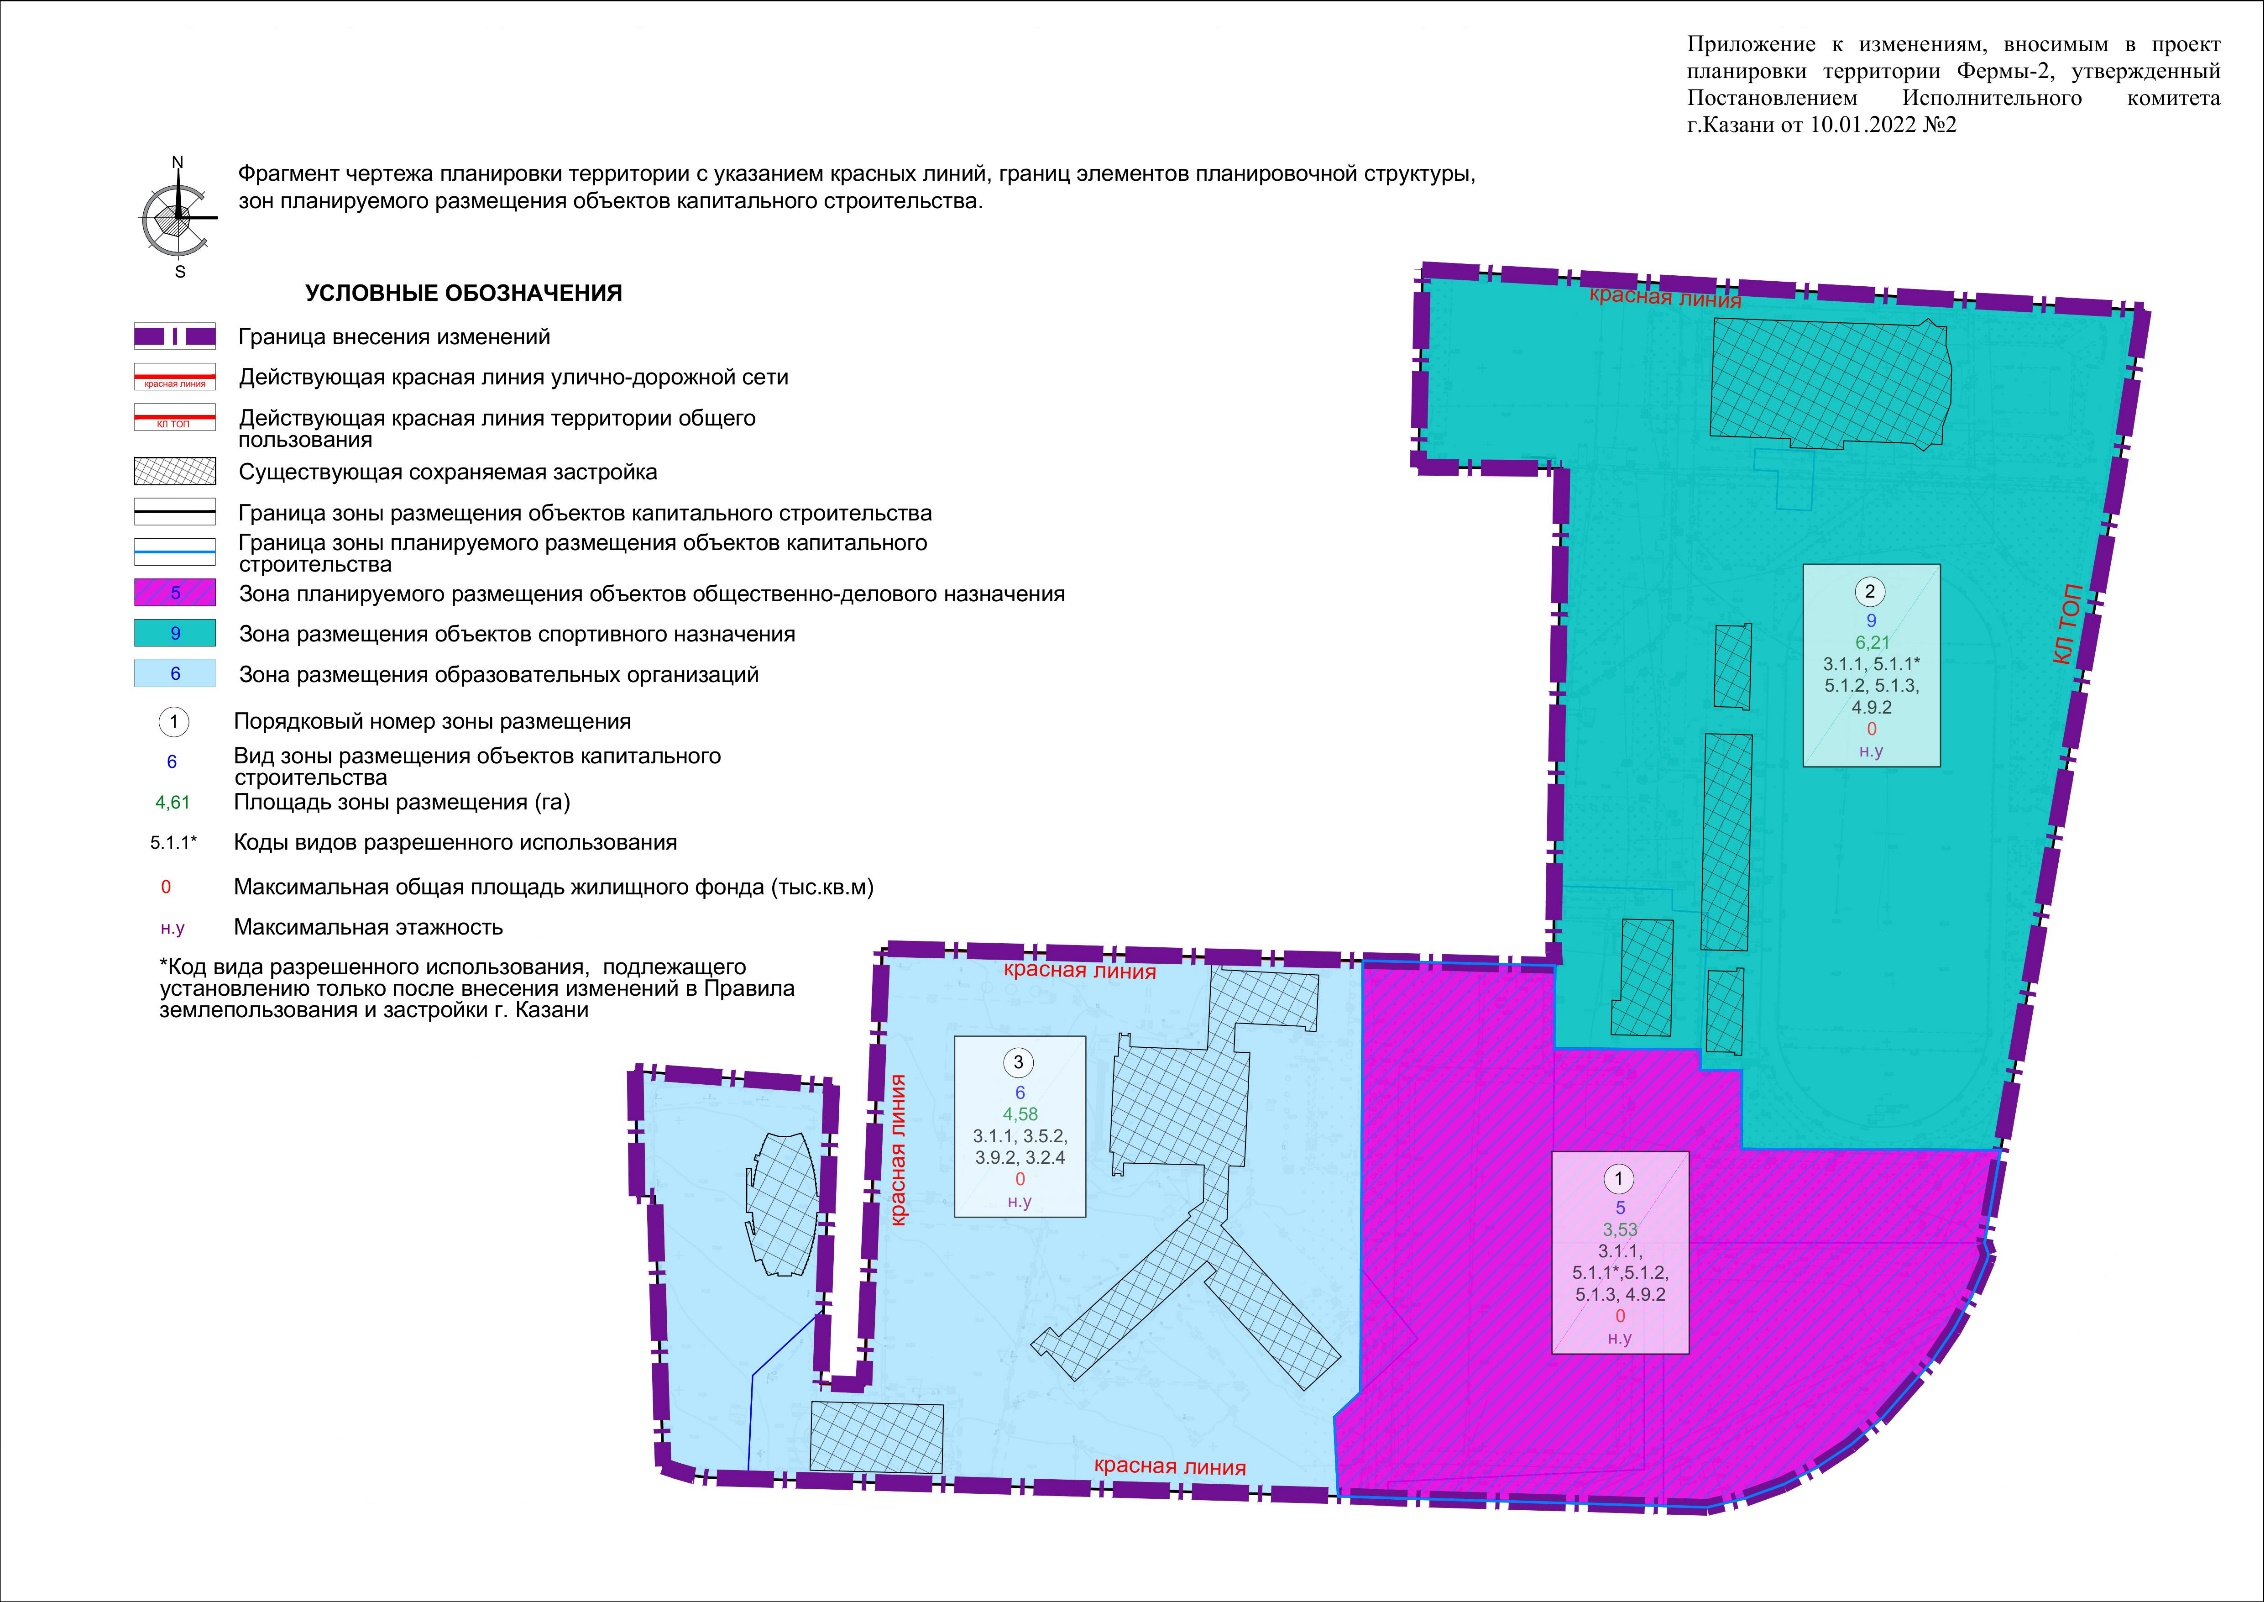 Приложение к изменениям, вносимым в проект
планировки территории Фермы-2, утвержденный
Постановлением Исполнительного комитета
г.Казани от 10.01.2022 №2
N
S
Фрагмент чертежа планировки территории с указанием красных линий, границ элементов планировочной структуры,
зон планируемого размещения объектов капитального строительства.
УСЛОВНЫЕ ОБОЗНАЧЕНИЯ
Граница внесения изменений
красная линия
Действующая красная линия улично-дорожной сети
КЛ ТОП
Действующая красная линия территории общего
пользования
Существующая сохраняемая застройка
Граница зоны размещения объектов капитального строительства
Граница зоны планируемого размещения объектов капитального
строительства
5
Зона планируемого размещения объектов общественно-делового назначения
9
Зона размещения объектов спортивного назначения
6
Зона размещения образовательных организаций
1
Порядковый номер зоны размещения
6
Вид зоны размещения объектов капитального
строительства
4,61
Площадь зоны размещения (га)
5.1.1*
Коды видов разрешенного использования
0
Максимальная общая площадь жилищного фонда (тыс.кв.м)
н.у
Максимальная этажность
*Код вида разрешенного использования, подлежащего
установлению только после внесения изменений в Правила
землепользования и застройки г. Казани
красная линия
КЛ ТОП
2
9
6,21
3.1.1, 5.1.1*
5.1.2, 5.1.3,
4.9.2
0
н.у
красная линия
красная линия
3
6
4,58
3.1.1, 3.5.2,
3.9.2, 3.2.4
0
н.у
1
5
3,53
3.1.1,
5.1.1*,5.1.2,
5.1.3, 4.9.2
0
н.у
красная линия